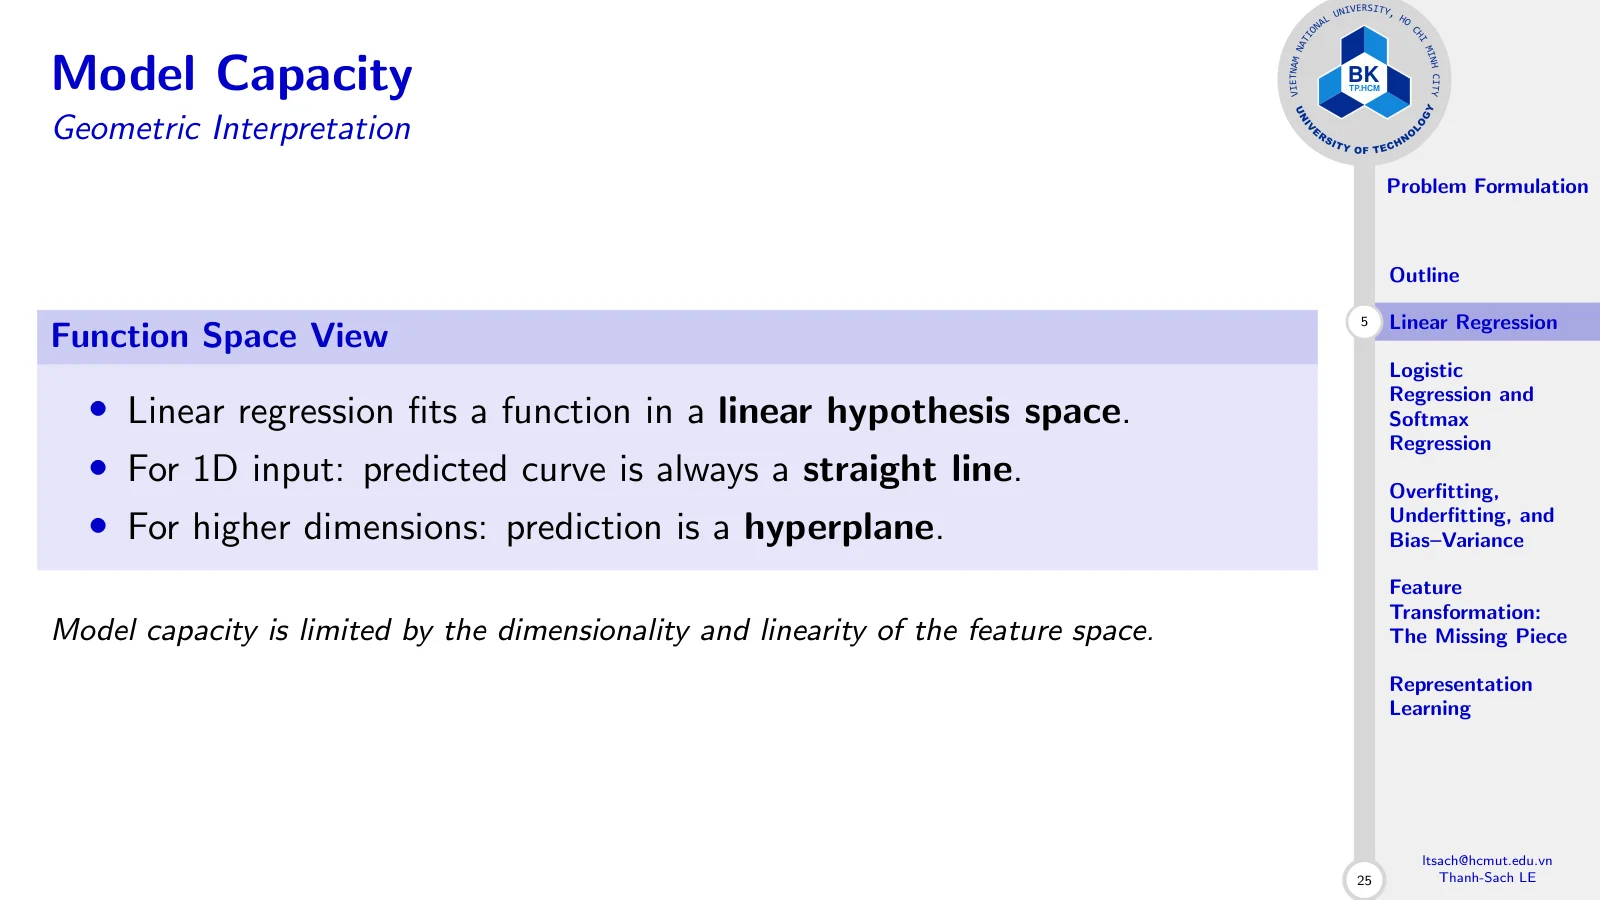 Model Capacity
Geometric Interpretation
VIETNAM NATIONAL UNIVERSITY, HO CHI MINH CITY
BK
TP.HCM
UNIVERSITY OF TECHNOLOGY
Function Space View
• Linear regression fits a function in a linear hypothesis space.
• For 1D input: predicted curve is always a straight line.
• For higher dimensions: prediction is a hyperplane.
Model capacity is limited by the dimensionality and linearity of the feature space.
Problem Formulation
Outline
5
Linear Regression
Logistic
Regression and
Softmax
Regression
Overfitting,
Underfitting, and
Bias–Variance
Feature
Transformation:
The Missing Piece
Representation
Learning
ltsach@hcmut.edu.vn
Thanh-Sach LE
25